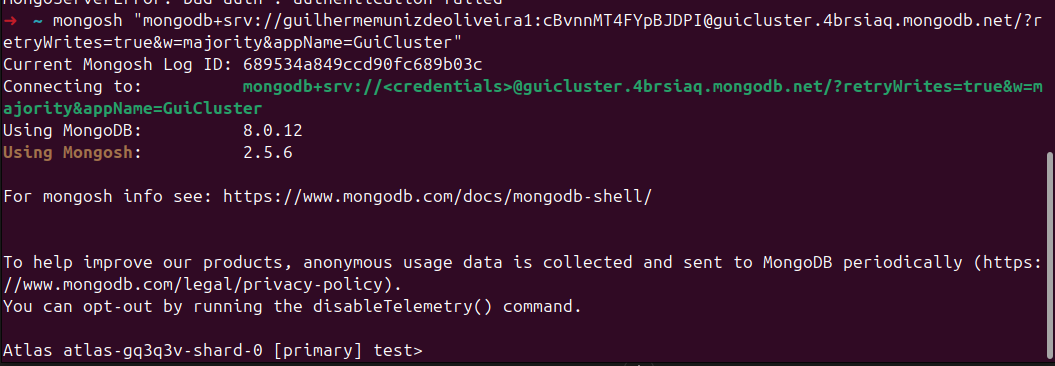 MongoServerError: bad auth : authentication failed
➜  ~ mongosh "mongodb+srv://guilhermemunizdeoliveira1:cBvnnMT4FYpBJDPI@guicluster.4brsiaq.mongodb.net/?r
etryWrites=true&w=majority&appName=GuiCluster"
Current Mongosh Log ID: 689534a849ccd90fc689b03c
Connecting to:          mongodb+srv://<credentials>@guicluster.4brsiaq.mongodb.net/?retryWrites=true&w=m
ajority&appName=GuiCluster
Using MongoDB:          8.0.12
Using Mongosh:          2.5.6
For mongosh info see: https://www.mongodb.com/docs/mongodb-shell/
To help improve our products, anonymous usage data is collected and sent to MongoDB periodically (https:
//www.mongodb.com/legal/privacy-policy).
You can opt-out by running the disableTelemetry() command.
Atlas atlas-gq3q3v-shard-0 [primary] test>